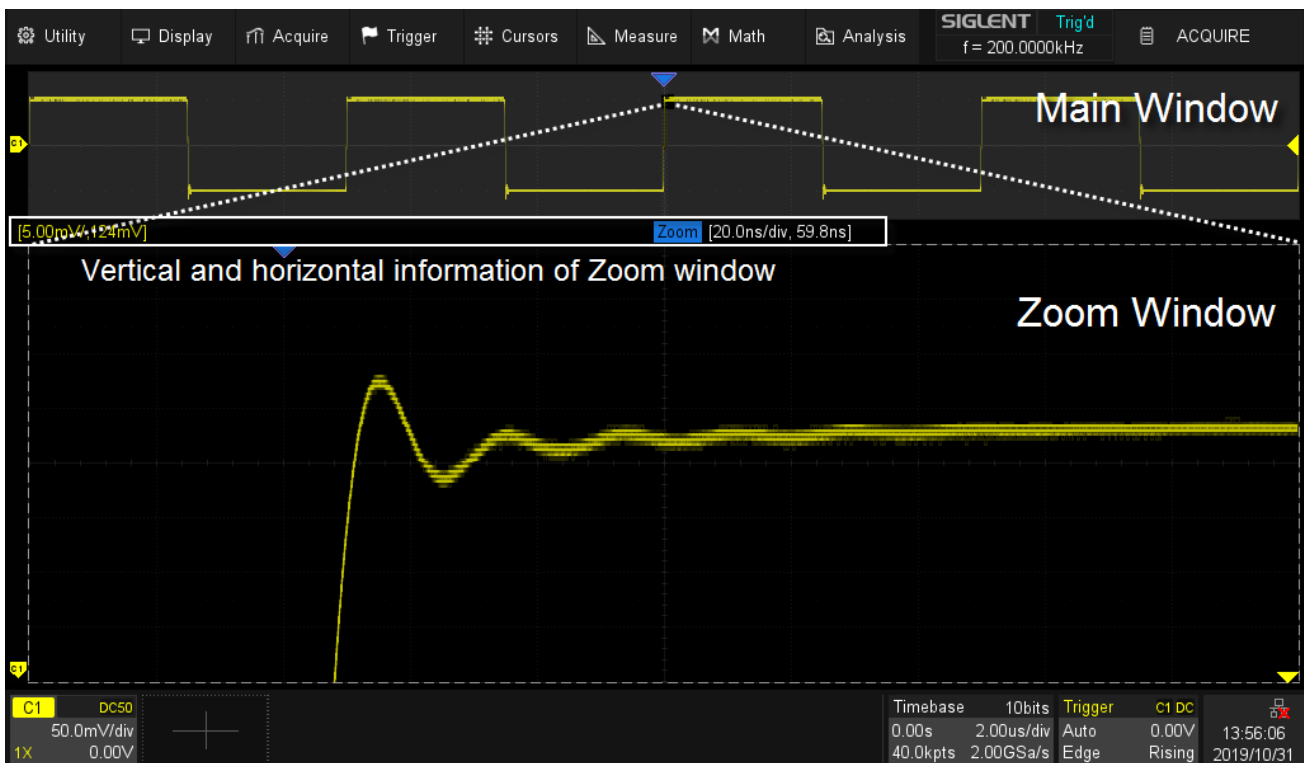 Utility Display Acquire Trigger Cursors Measure Math Analysis SIGLENT Trig'd ACQUIRE
f = 200.0000kHz
Main Window
C1
[5.00mV/,124mV] Zoom [20.0ns/div, 59.8ns]
Vertical and horizontal information of Zoom window
Zoom Window
C1
C1 DC50 Timebase 10bits Trigger C1 DC
50.0mV/div 0.00s 2.00us/div Auto 0.00V 13:56:06
1X 0.00V 40.0kpts 2.00GSa/s Edge Rising 2019/10/31